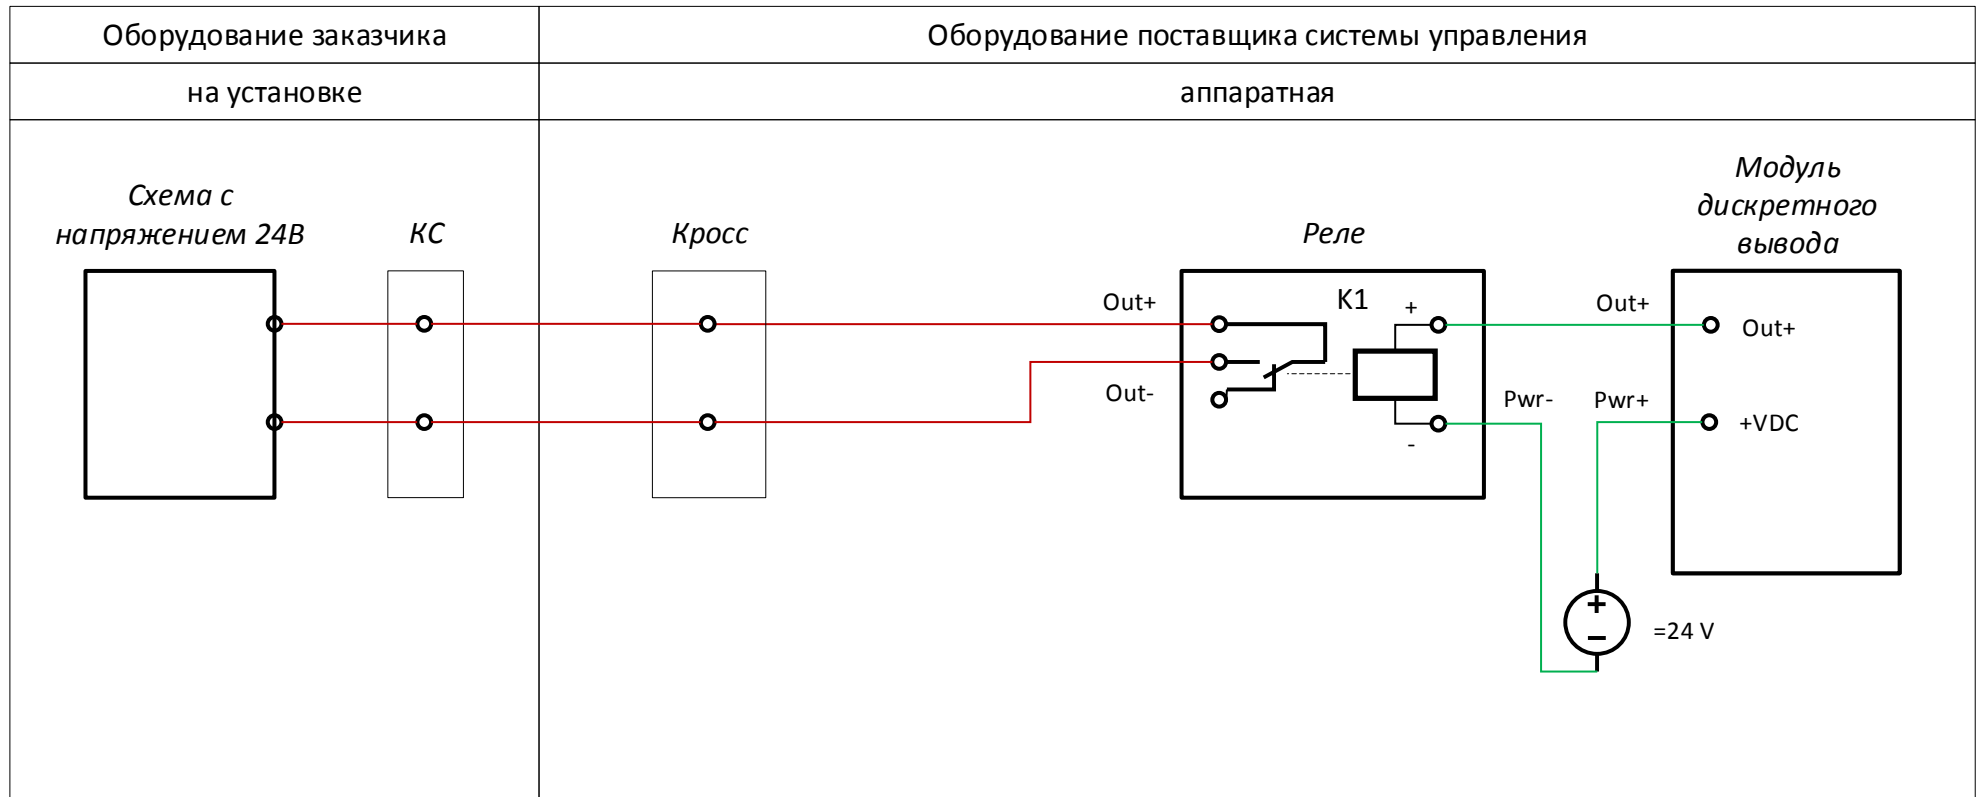 Оборудование заказчика
Оборудование поставщика системы управления
на установке
аппаратная
Схема с
напряжением 24В
КС
Кросс
Реле
Модуль
дискретного
вывода
Out+
K1
+
Out+
Out+
Out-
Pwr-
Pwr+
+VDC
-
+
–
=24 V